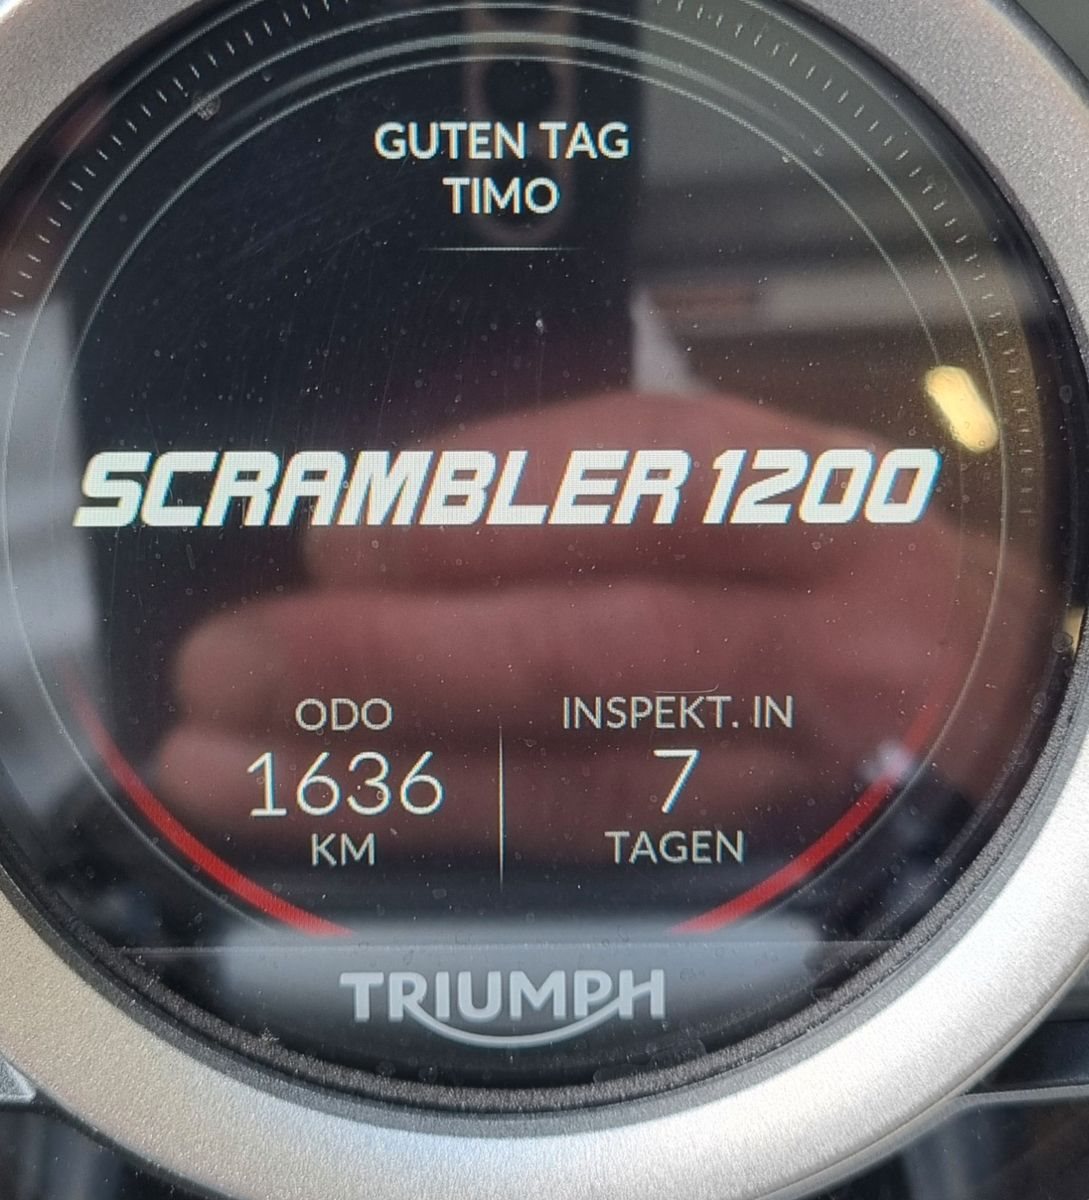 GUTEN TAG
TIMO
SCRAMBLER 1200
ODO
1636
KM
INSPEKT. IN
7
TAGEN
TRIUMPH